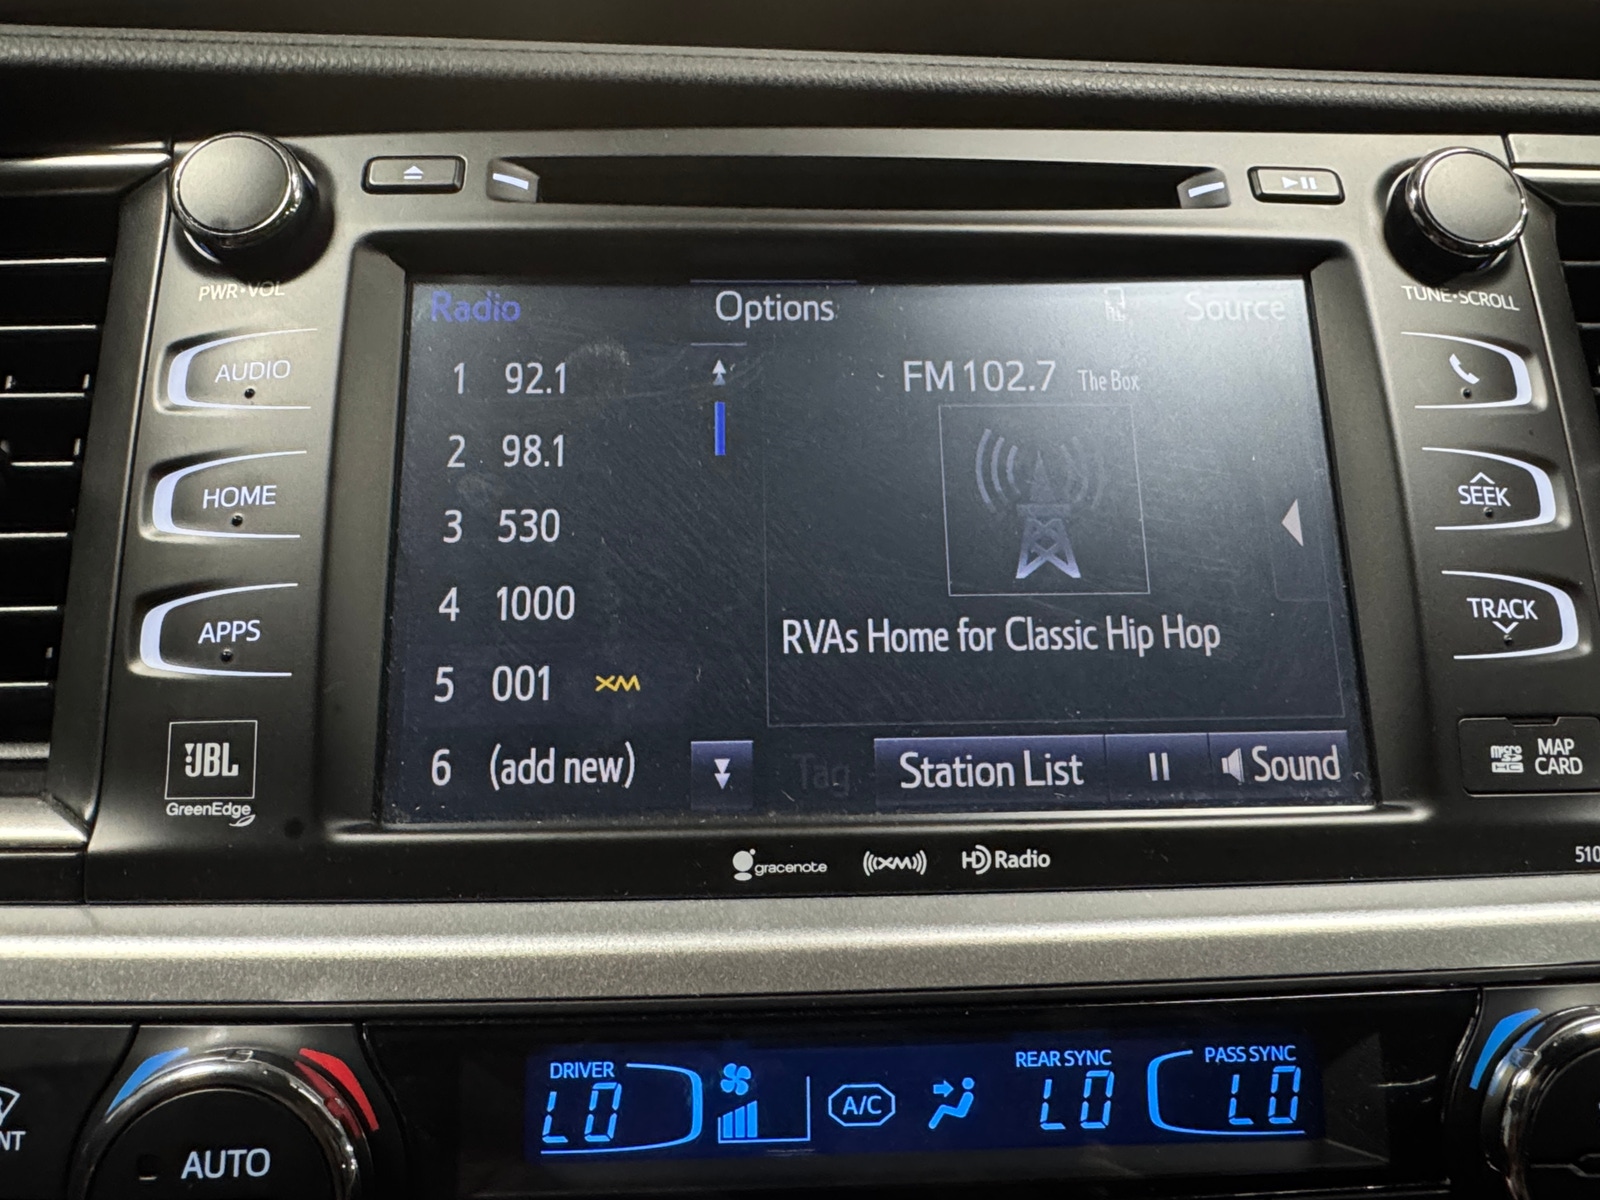 PWR•VOL
TUNE•SCROLL
AUDIO
HOME
APPS
JBL
GreenEdge
Radio
Options
Source
1 92.1
2 98.1
3 530
4 1000
5 001 XM
6 (add new)
FM 102.7 The Box
RVAs Home for Classic Hip Hop
Tag
Station List
Sound
SEEK
TRACK
micro
SD
HC
MAP
CARD
gracenote
((XM))
HD Radio
510
DRIVER
LO
A/C
REAR SYNC
LO
PASS SYNC
LO
NT
AUTO